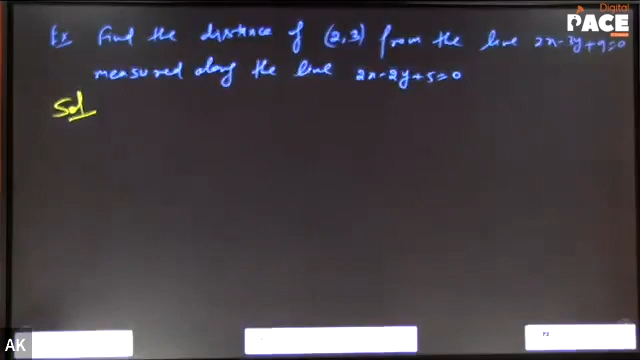 Digital
PACE
Ex Find the distance of (2,3) from the line 2x-3y+9=0
measured along the line 2x-2y+5=0
Sol
AK